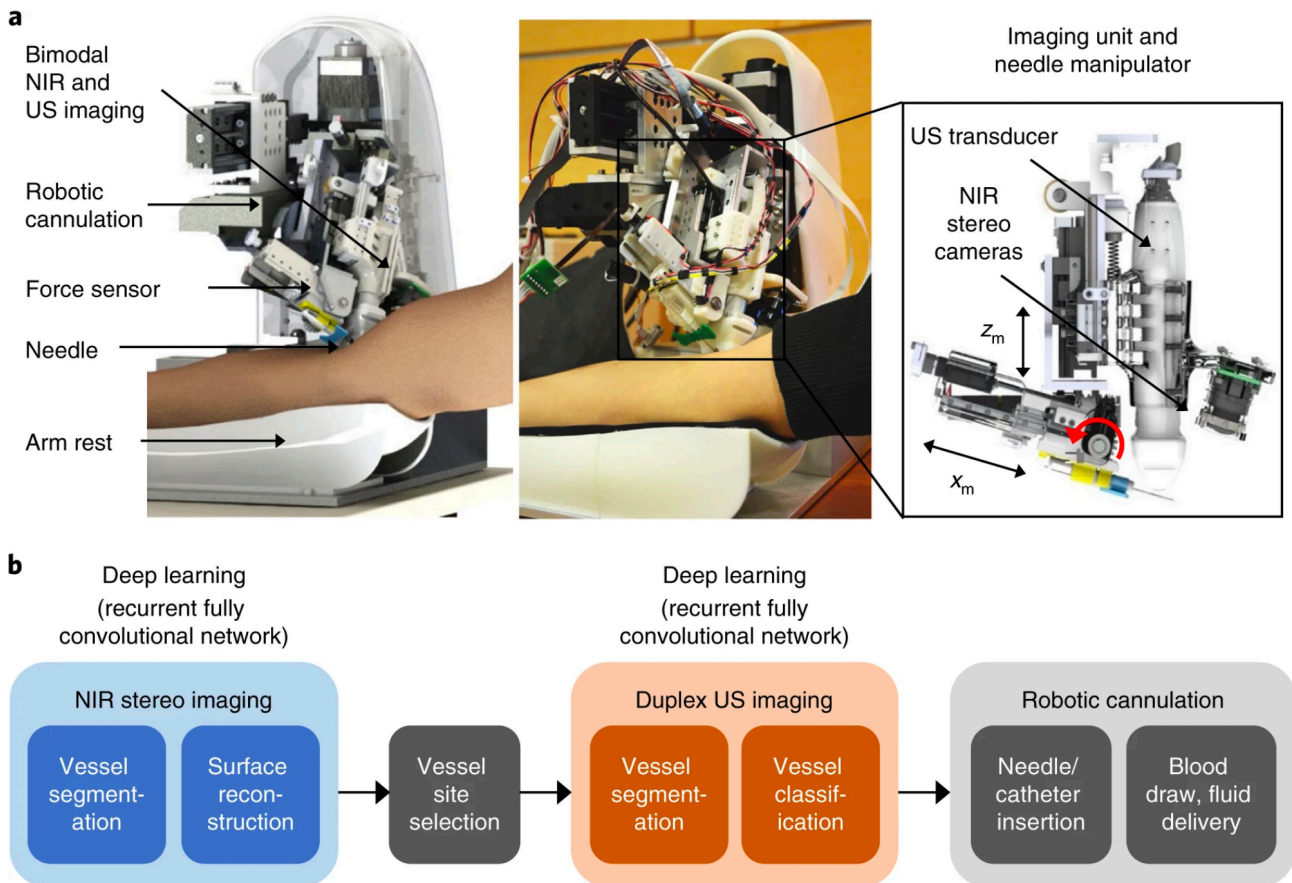 a
Bimodal
NIR and
US imaging
Robotic
cannulation
Force sensor
Needle
Arm rest
Imaging unit and
needle manipulator
US transducer
NIR
stereo
cameras
zm
xm
b
Deep learning
(recurrent fully
convolutional network)
NIR stereo imaging
Vessel
segment-
ation
Surface
recon-
struction
Vessel
site
selection
Deep learning
(recurrent fully
convolutional network)
Duplex US imaging
Vessel
segment-
ation
Vessel
classif-
ication
Robotic cannulation
Needle/
catheter
insertion
Blood
draw, fluid
delivery